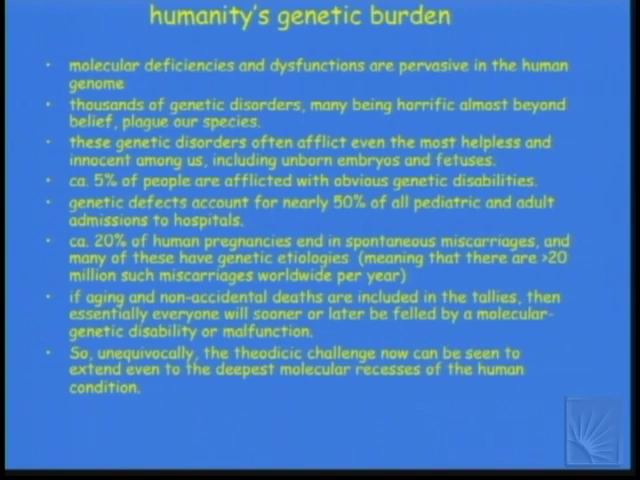 humanity's genetic burden
• molecular deficiencies and dysfunctions are pervasive in the human
genome
• thousands of genetic disorders, many being horrific almost beyond
belief, plague our species.
• these genetic disorders often afflict even the most helpless and
innocent among us, including unborn embryos and fetuses.
• ca. 5% of people are afflicted with obvious genetic disabilities.
• genetic defects account for nearly 50% of all pediatric and adult
admissions to hospitals.
• ca. 20% of human pregnancies end in spontaneous miscarriages, and
many of these have genetic etiologies (meaning that there are >20
million such miscarriages worldwide per year)
• if aging and non-accidental deaths are included in the tallies, then
essentially everyone will sooner or later be felled by a molecular-
genetic disability or malfunction.
• So, unequivocally, the theodicic challenge now can be seen to
extend even to the deepest molecular recesses of the human
condition.